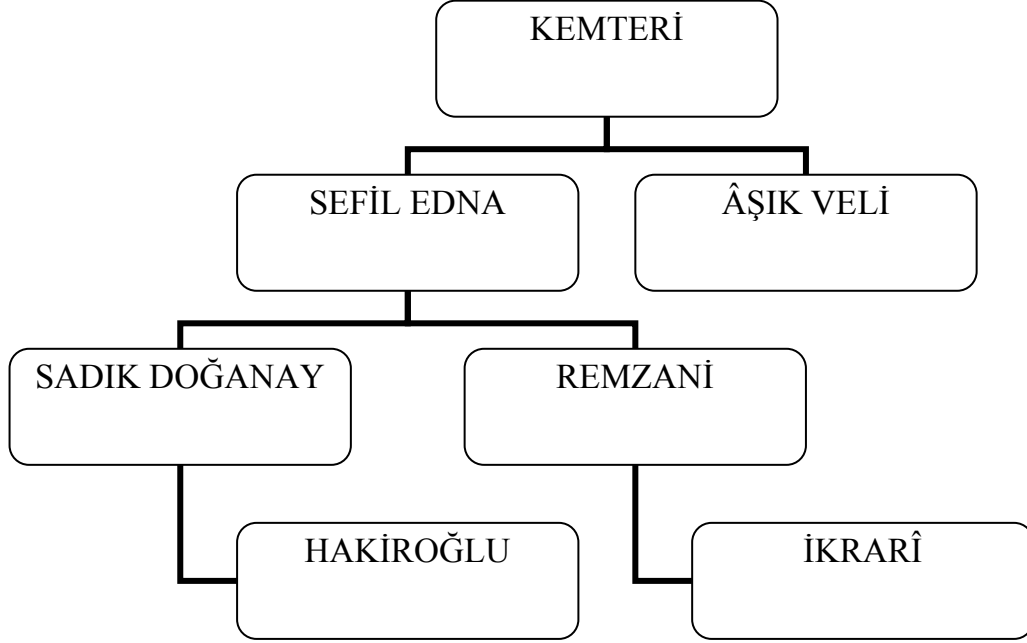 KEMTERİ
SEFİL EDNA
ÂŞIK VELİ
SADIK DOĞANAY
REMZANİ
HAKİROĞLU
İKRARÎ